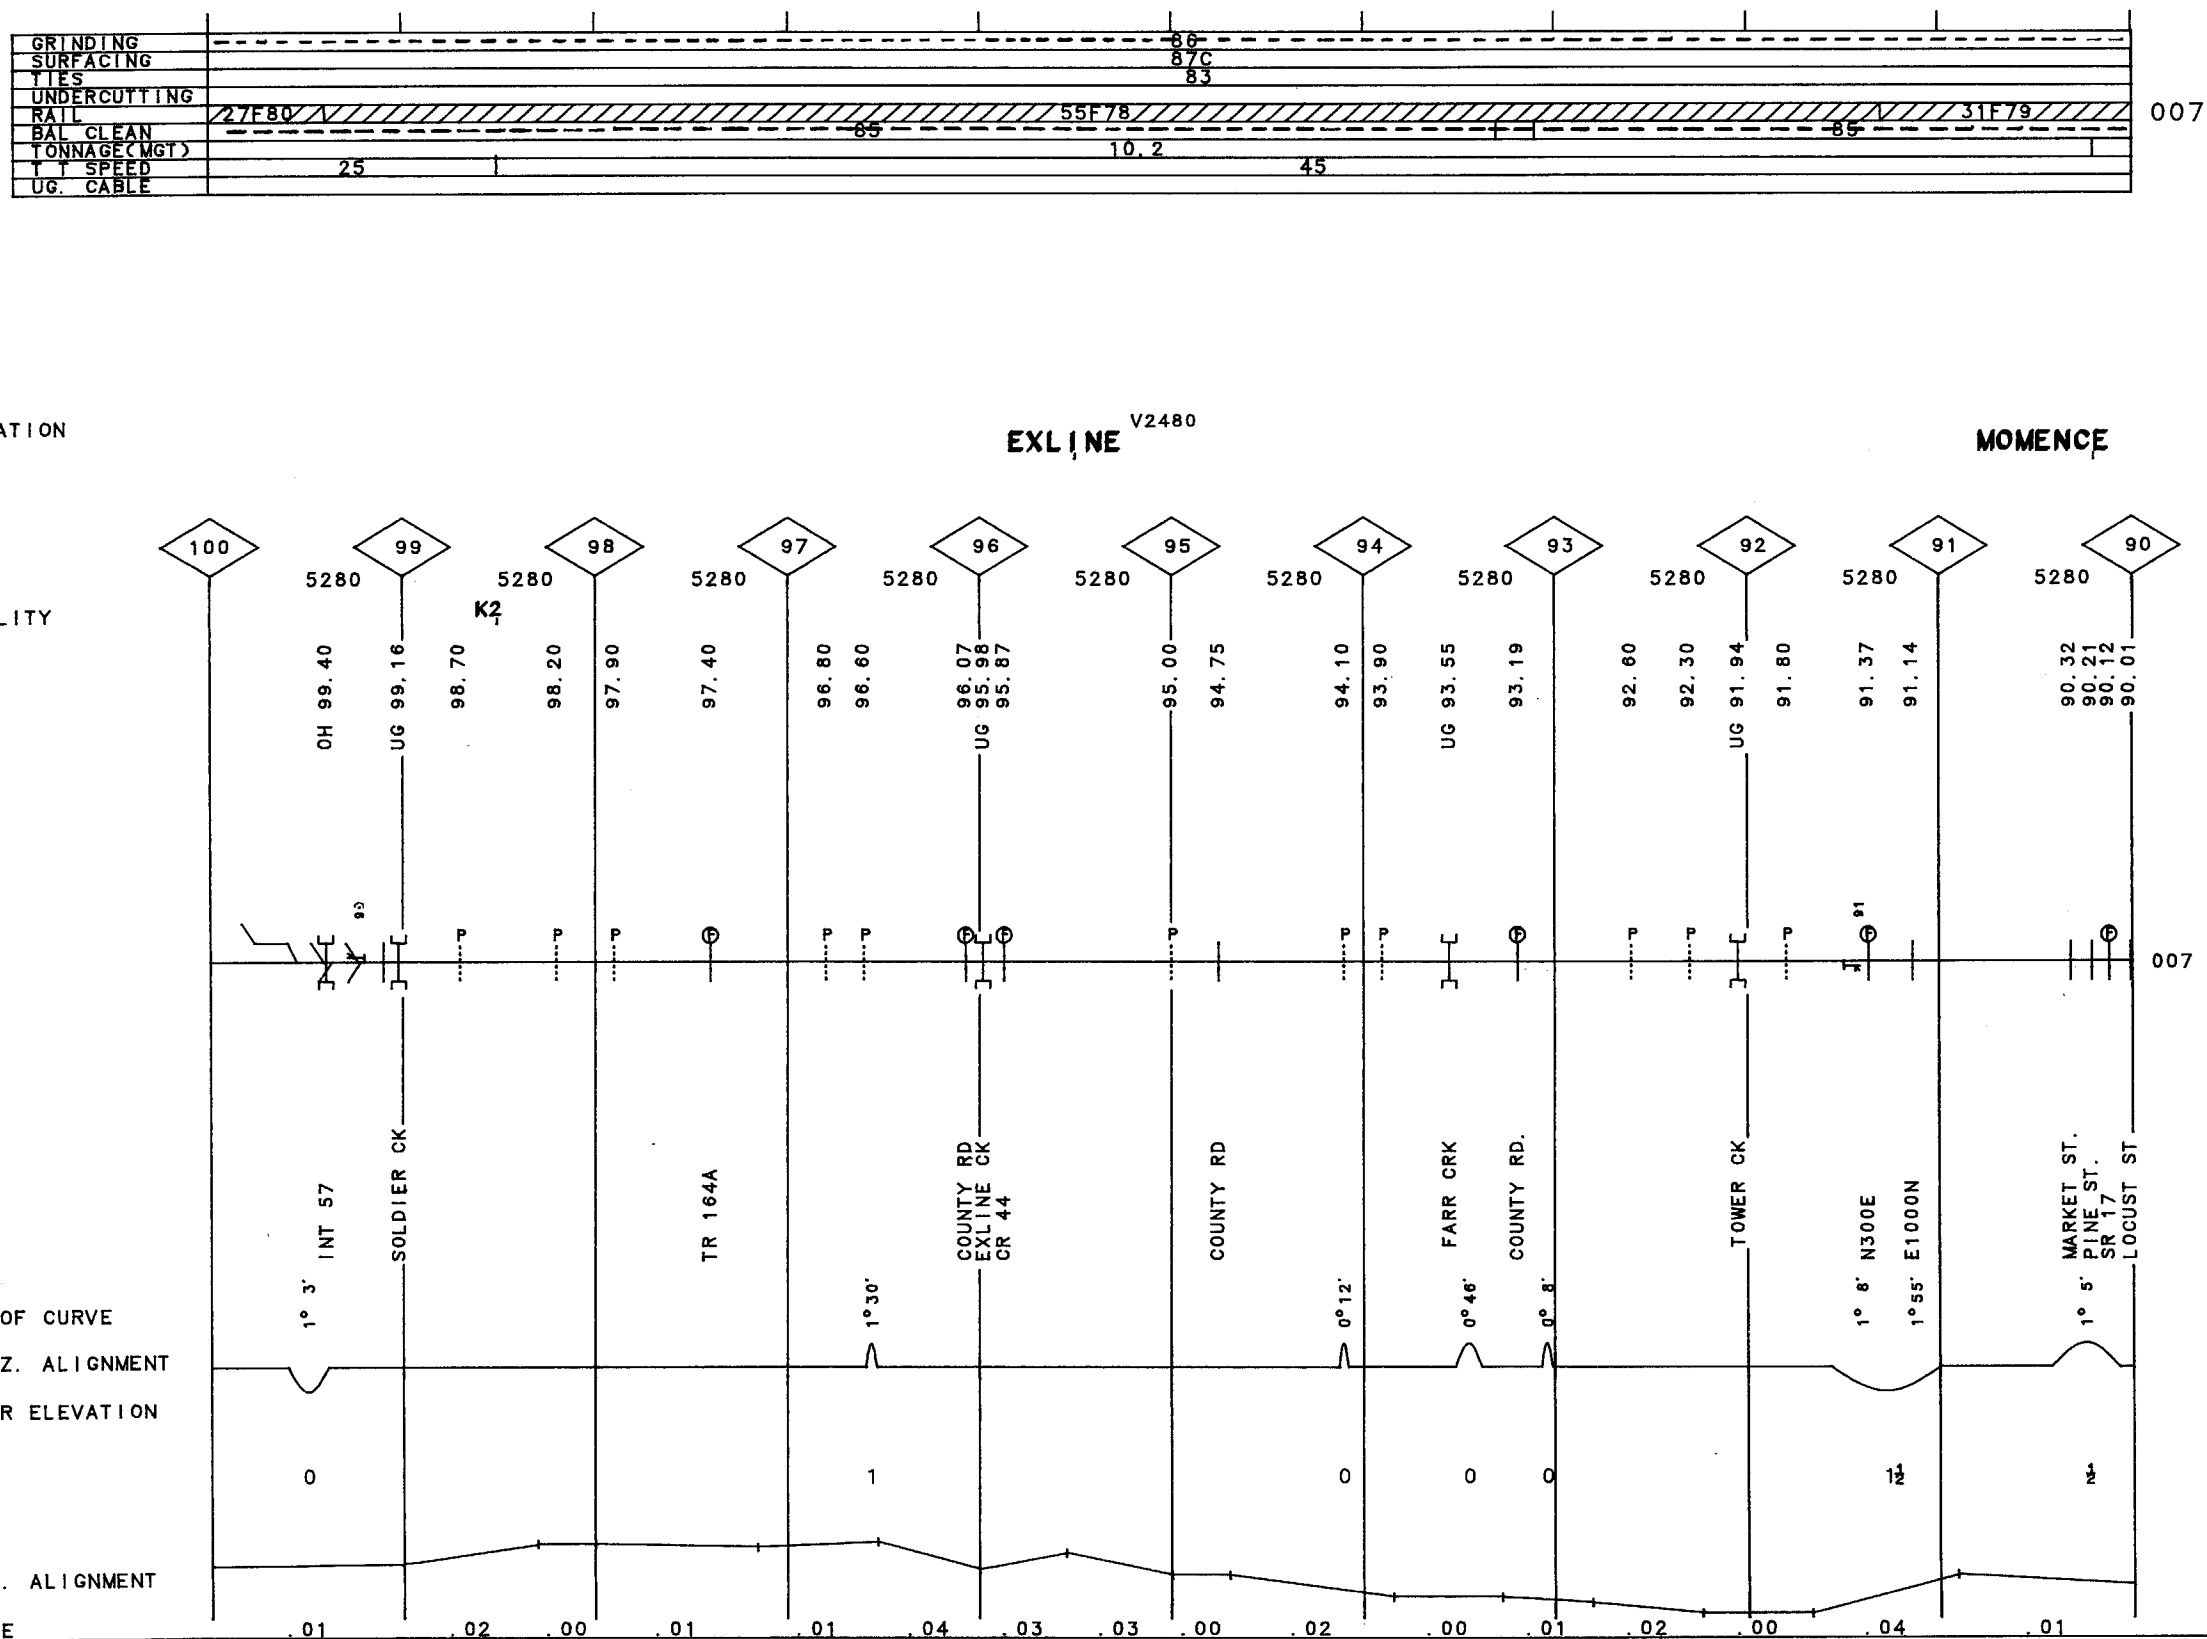 GRINDING 86
SURFACING 87C
TIES 83
UNDERCUTTING
RAIL 27F80 55F78 31F79 007
BAL CLEAN 85 85
TONNAGE(MGT) 10.2
T T SPEED 25 45
UG. CABLE
ATION EXLINE V2480 MOMENCE
100 99 98 97 96 95 94 93 92 91 90
5280 5280 5280 5280 5280 5280 5280 5280 5280 5280
LITY K2
OH 99.40
UG 99.16
98.70
98.20
97.90
97.40
96.80
96.60
96.07
UG 95.98
95.87
95.00
94.75
94.10
93.90
UG 93.55
93.19
92.60
92.30
UG 91.94
91.80
91.37
91.14
90.32
90.21
90.12
90.01
91
P P P F P P F F P P P F P P P F F
007
INT 57
SOLDIER CK
TR 164A
COUNTY RD
EXLINE CK
CR 44
COUNTY RD
FARR CRK
COUNTY RD.
TOWER CK
N300E
E1000N
MARKET ST.
PINE ST.
SR 17
LOCUST ST
OF CURVE 1° 3' 1°30' 0°12' 0°46' 0° 8' 1° 8' 1°55' 1° 5'
Z. ALIGNMENT
R ELEVATION
0 1 0 0 0 1½ ½
. ALIGNMENT
E .01 .02 .00 .01 .01 .04 .03 .03 .00 .02 .00 .01 .02 .00 .04 .01